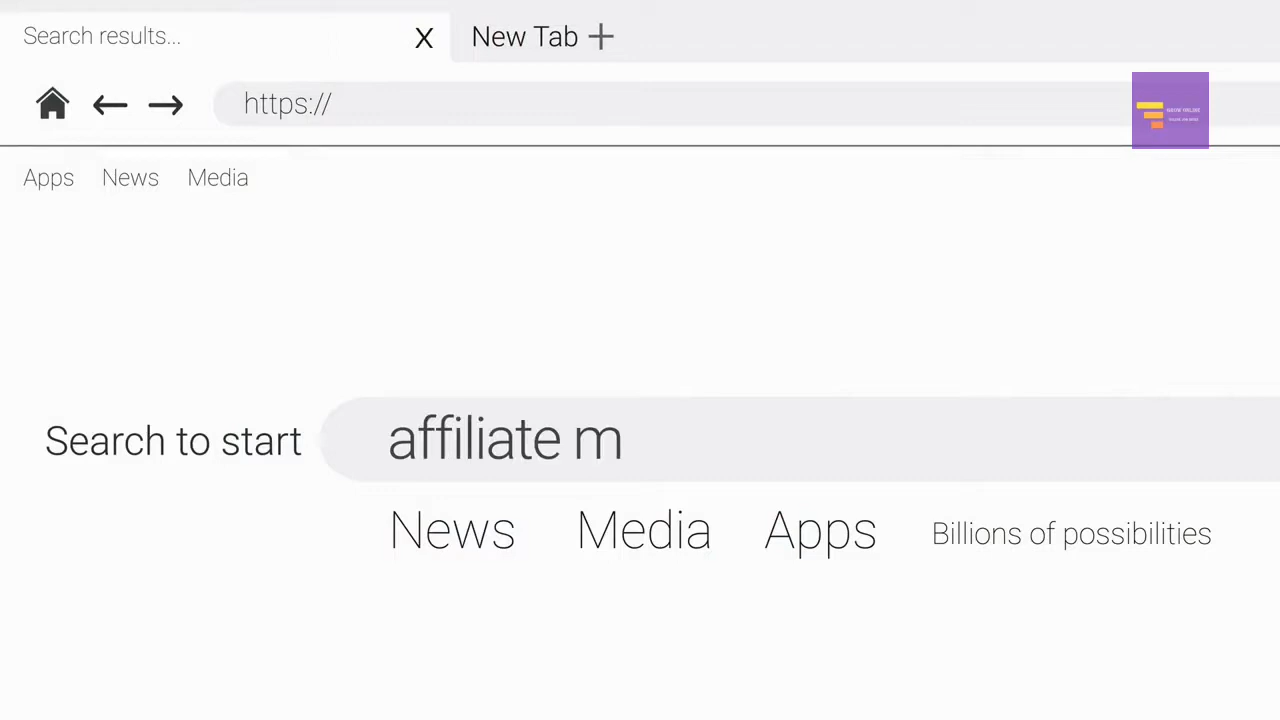 Search results... X New Tab +
https://
Apps News Media
Search to start affiliate m
News Media Apps Billions of possibilities